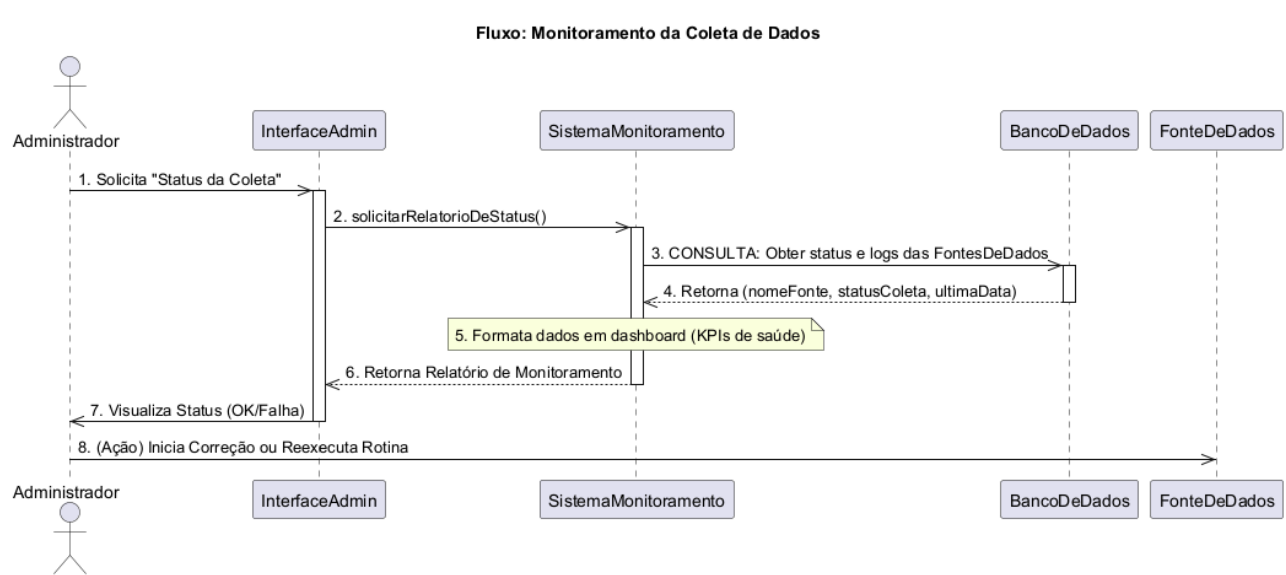 Fluxo: Monitoramento da Coleta de Dados
Administrador
InterfaceAdmin
SistemaMonitoramento
BancoDeDados
FonteDeDados
1. Solicita "Status da Coleta"
2. solicitarRelatorioDeStatus()
3. CONSULTA: Obter status e logs das FontesDeDados
4. Retorna (nomeFonte, statusColeta, ultimaData)
5. Formata dados em dashboard (KPIs de saúde)
6. Retorna Relatório de Monitoramento
7. Visualiza Status (OK/Falha)
8. (Ação) Inicia Correção ou Reexecuta Rotina
Administrador
InterfaceAdmin
SistemaMonitoramento
BancoDeDados
FonteDeDados